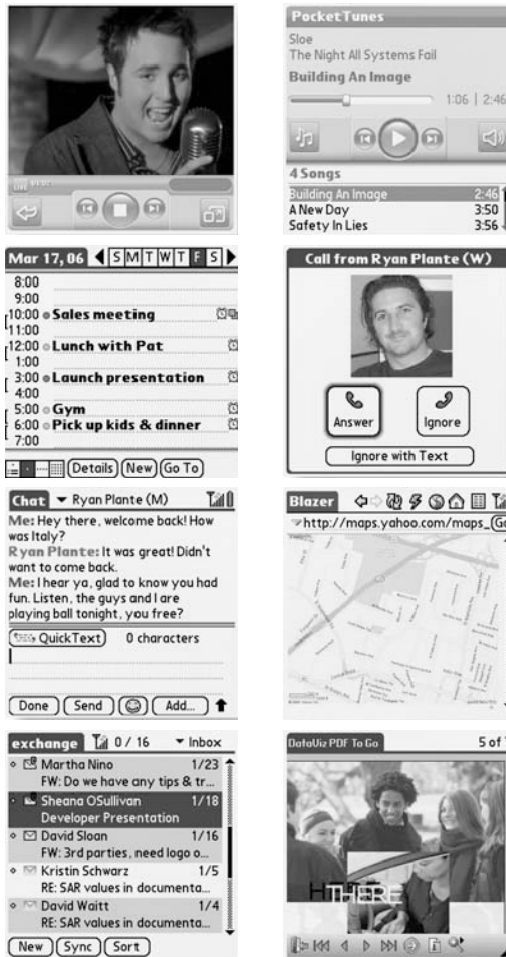 PocketTunes
Sloe
The Night All Systems Fail
Building An Image
1:06 | 2:46
4 Songs
Building An Image 2:46
A New Day 3:50
Safety In Lies 3:56
LIVE
Mar 17, 06 S M T W T F S
8:00
9:00
10:00 Sales meeting
11:00
12:00 Lunch with Pat
1:00
3:00 Launch presentation
4:00
5:00 Gym
6:00 Pick up kids & dinner
7:00
Details New Go To
Call from Ryan Plante (W)
Answer Ignore
Ignore with Text
Chat Ryan Plante (M)
Me: Hey there, welcome back! How
was Italy?
Ryan Plante: It was great! Didn't
want to come back.
Me: I hear ya, glad to know you had
fun. Listen, the guys and I are
playing ball tonight, you free?
QuickText 0 characters
Done Send Add...
Blazer
http://maps.yahoo.com/maps_ Go
exchange 0 / 16 Inbox
Martha Nino 1/23
FW: Do we have any tips & tr...
Sheana OSullivan 1/18
Developer Presentation
David Sloan 1/16
FW: 3rd parties, need logo o...
Kristin Schwarz 1/5
RE: SAR values in documenta...
David Waitt 1/4
RE: SAR values in documenta...
New Sync Sort
DataViz PDF To Go 5 of
THERE